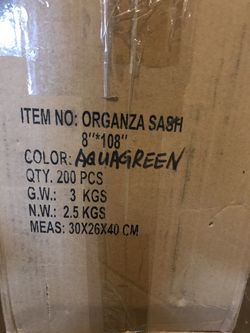 ITEM NO: ORGANZA SASH
8"*108"
COLOR: AQUAGREEN
QTY. 200 PCS
G.W.: 3 KGS
N.W.: 2.5 KGS
MEAS: 30X26X40 CM